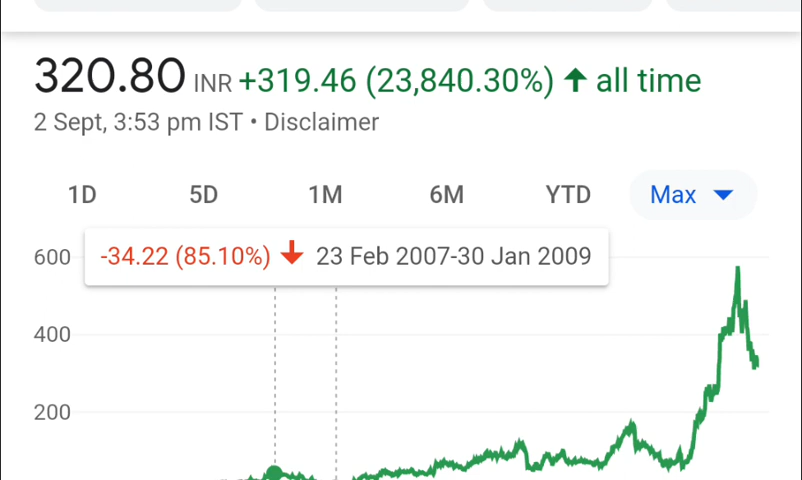 320.80 INR +319.46 (23,840.30%) ↑ all time
2 Sept, 3:53 pm IST • Disclaimer
1D 5D 1M 6M YTD Max
-34.22 (85.10%) ↓ 23 Feb 2007-30 Jan 2009
600
400
200